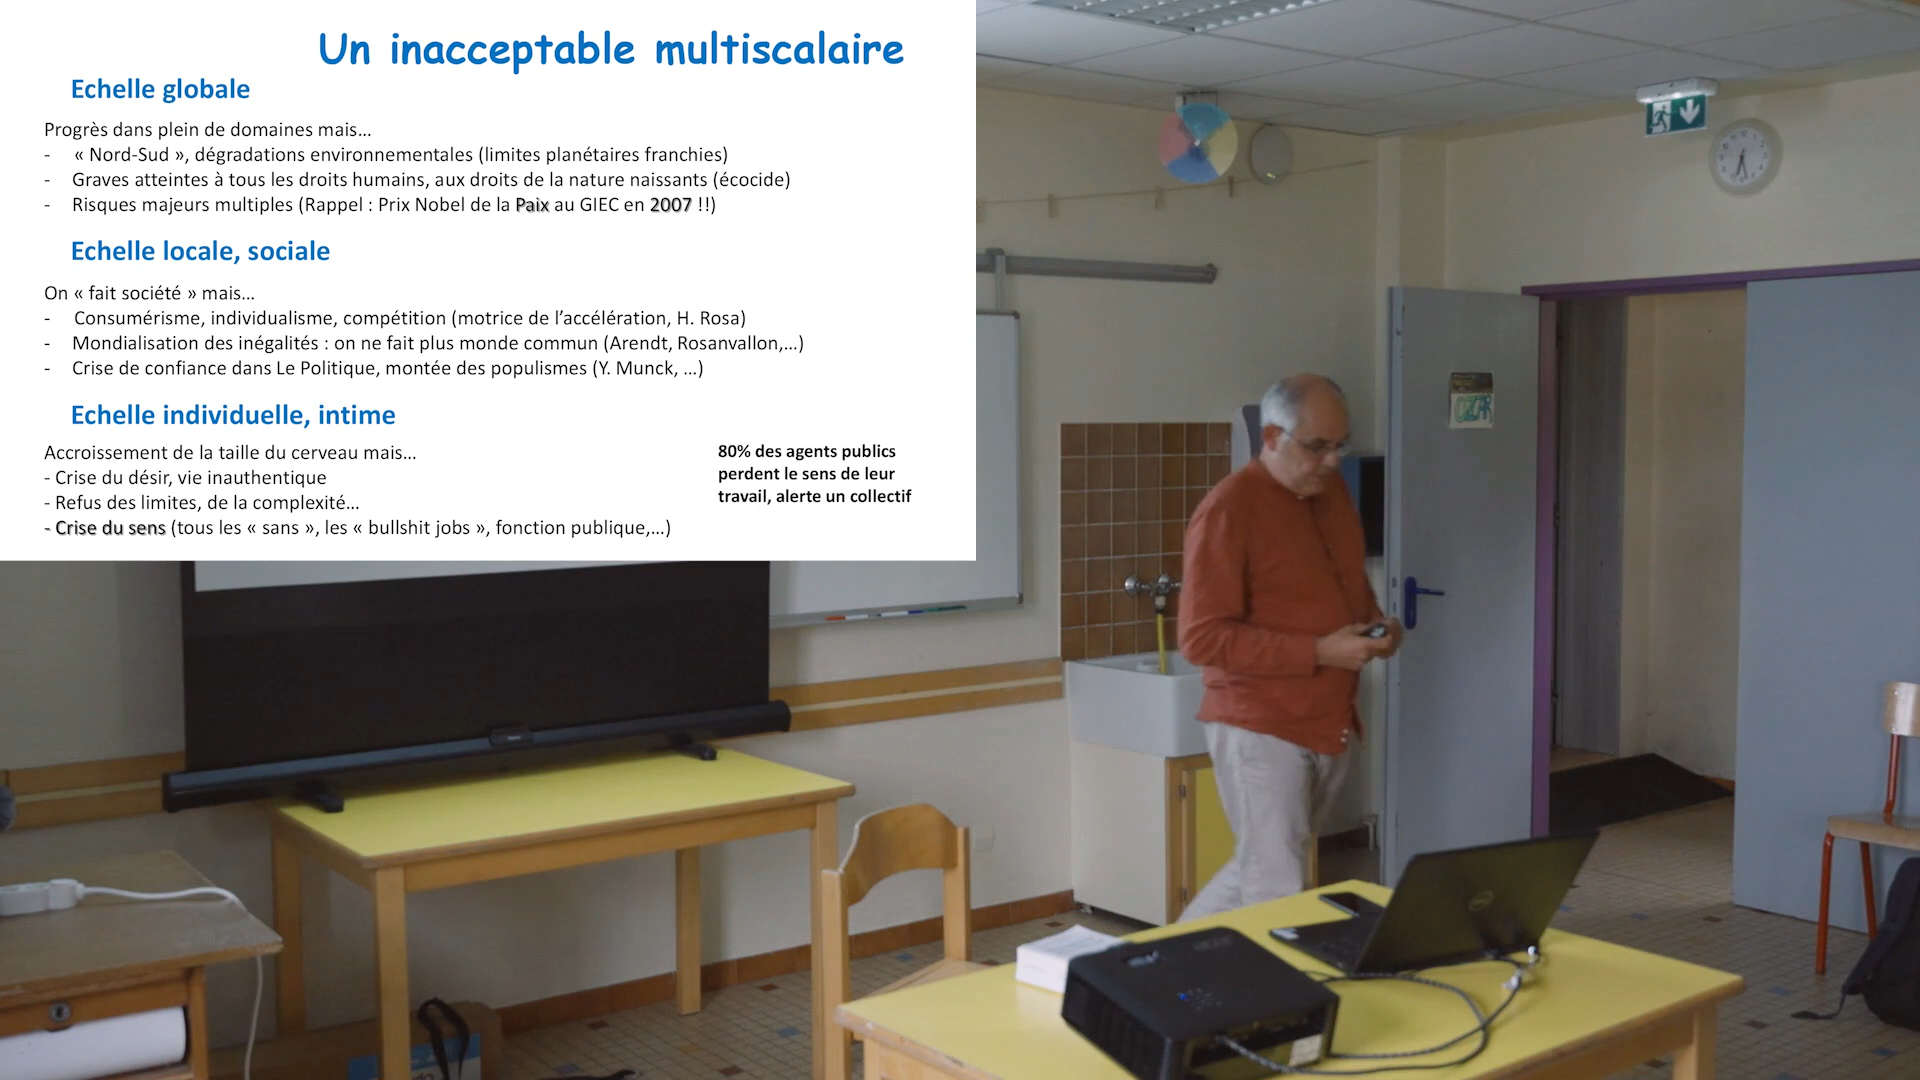 Un inacceptable multiscalaire
Echelle globale
Progrès dans plein de domaines mais...
- « Nord-Sud », dégradations environnementales (limites planétaires franchies)
- Graves atteintes à tous les droits humains, aux droits de la nature naissants (écocide)
- Risques majeurs multiples (Rappel : Prix Nobel de la Paix au GIEC en 2007 !!)
Echelle locale, sociale
On « fait société » mais...
- Consumérisme, individualisme, compétition (motrice de l'accélération, H. Rosa)
- Mondialisation des inégalités : on ne fait plus monde commun (Arendt, Rosanvallon,...)
- Crise de confiance dans Le Politique, montée des populismes (Y. Munck, ...)
Echelle individuelle, intime
Accroissement de la taille du cerveau mais...
- Crise du désir, vie inauthentique
- Refus des limites, de la complexité...
- Crise du sens (tous les « sans », les « bullshit jobs », fonction publique,...)
80% des agents publics
perdent le sens de leur
travail, alerte un collectif